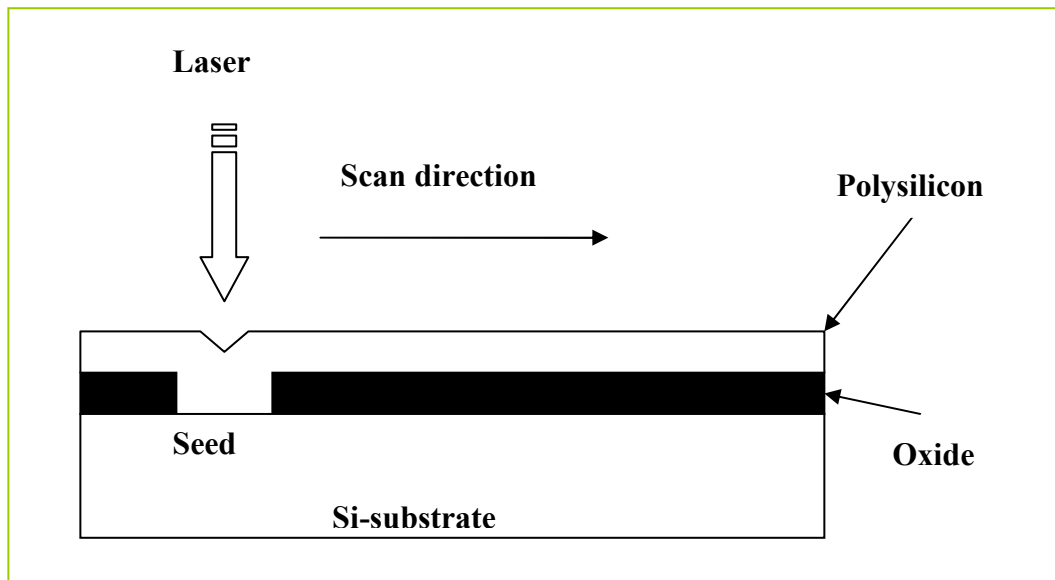 Laser
Scan direction
Polysilicon
Seed
Oxide
Si-substrate